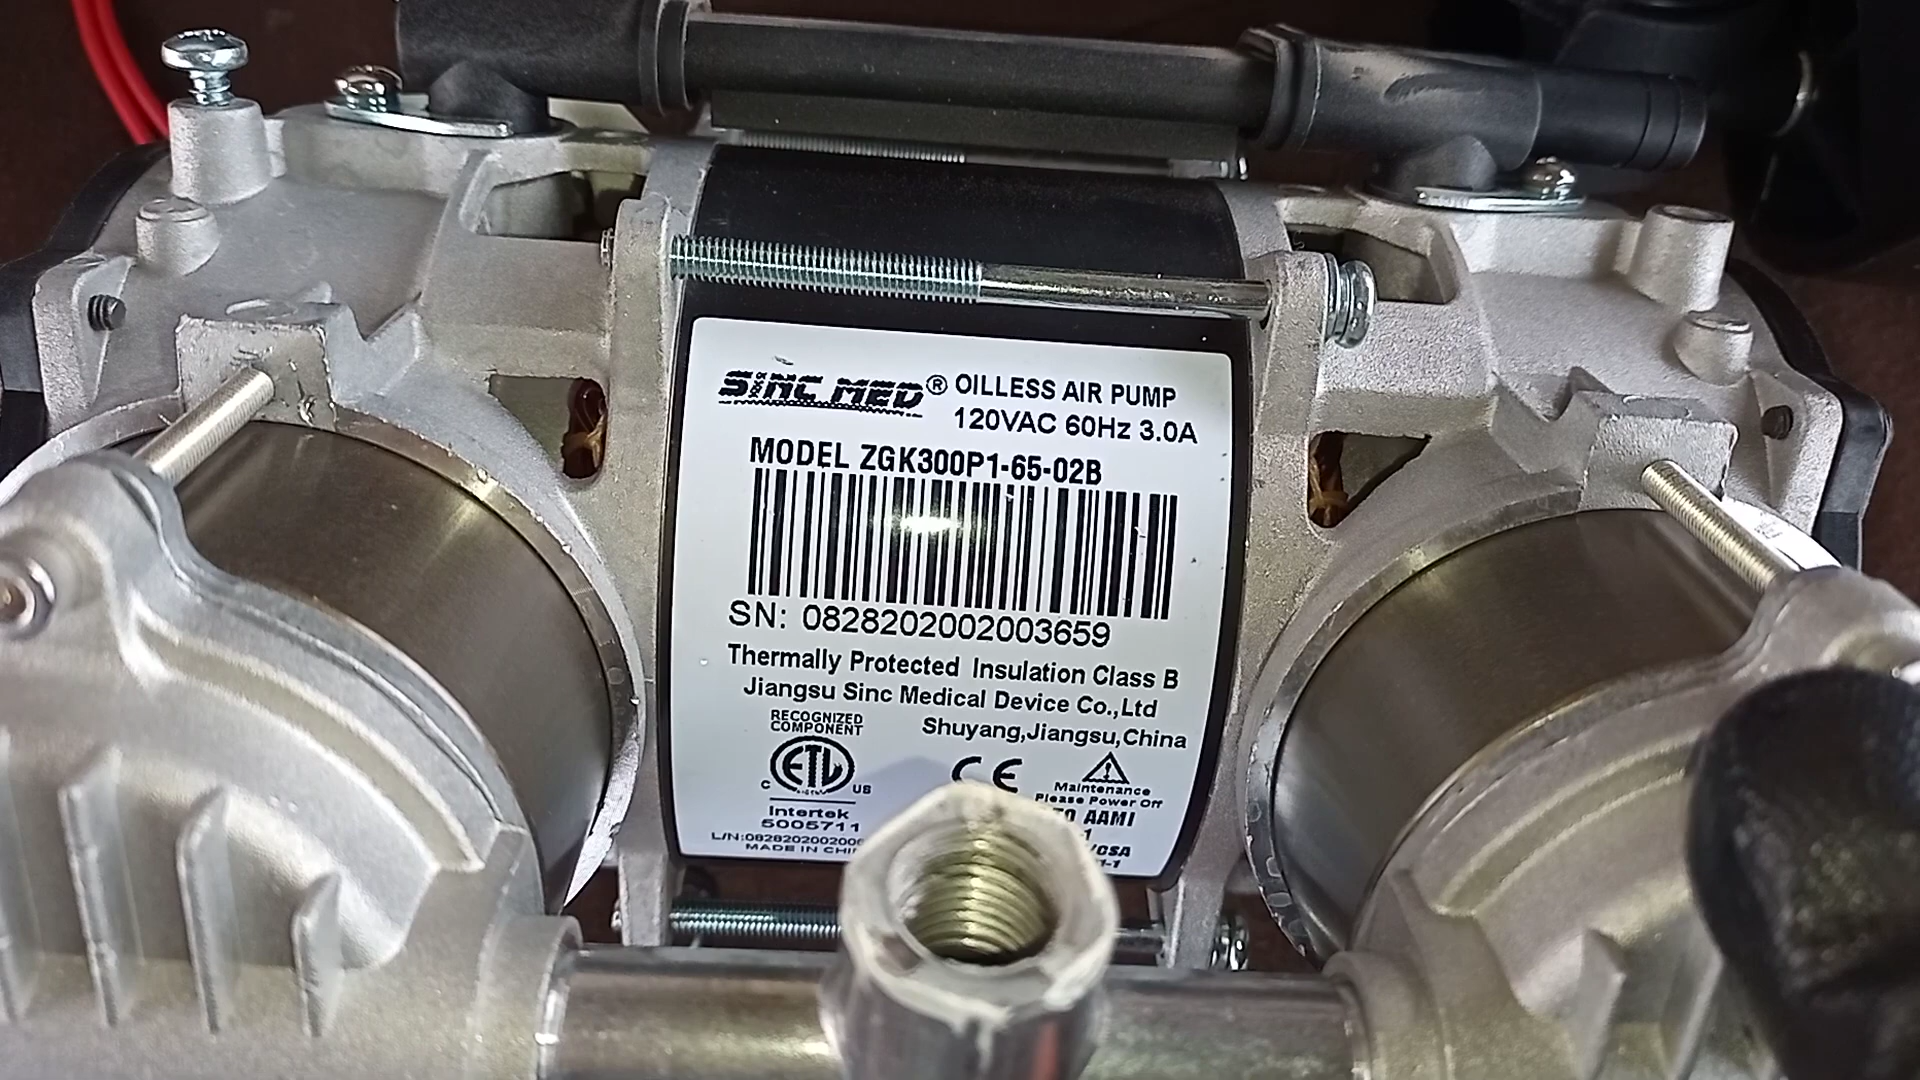 SINC MED® OILLESS AIR PUMP
120VAC 60Hz 3.0A
MODEL ZGK300P1-65-02B
SN: 0828202002003659
Thermally Protected Insulation Class B
Jiangsu Sinc Medical Device Co.,Ltd
Shuyang,Jiangsu,China
RECOGNIZED
COMPONENT
C ETL US
Intertek
5005711
CE
Maintenance
Please Power Off
AAMI
L/N:082820200200
MADE IN CHI
/CSA